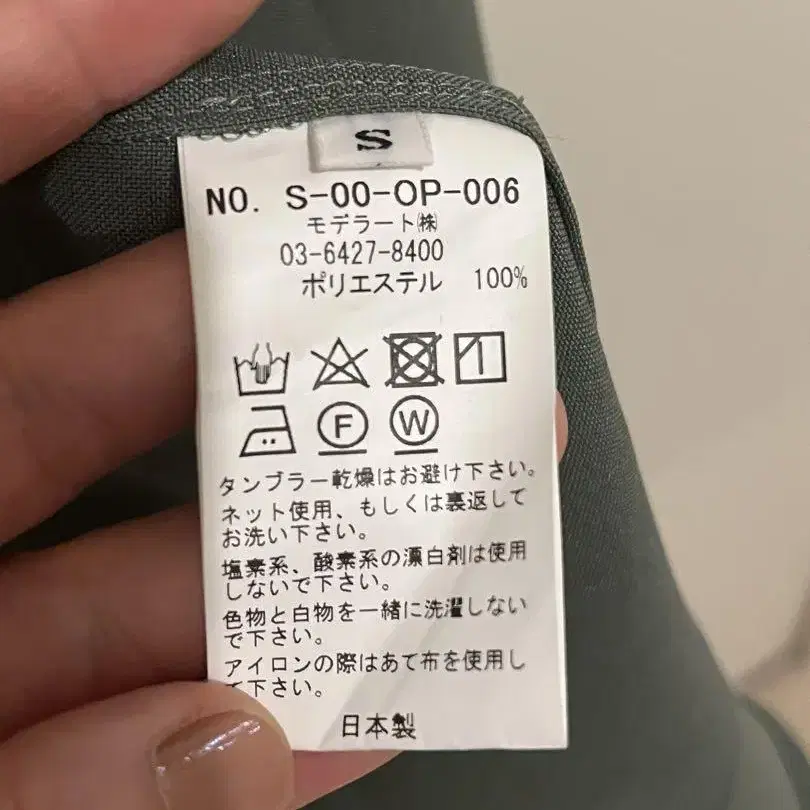 S
NO. S-00-OP-006
モデラート㈱
03-6427-8400
ポリエステル 100%
F W
タンブラー乾燥はお避け下さい。
ネット使用、もしくは裏返して
お洗い下さい。
塩素系、酸素系の漂白剤は使用
しないで下さい。
色物と白物を一緒に洗濯しない
で下さい。
アイロンの際はあて布を使用し
て下さい。
日本製